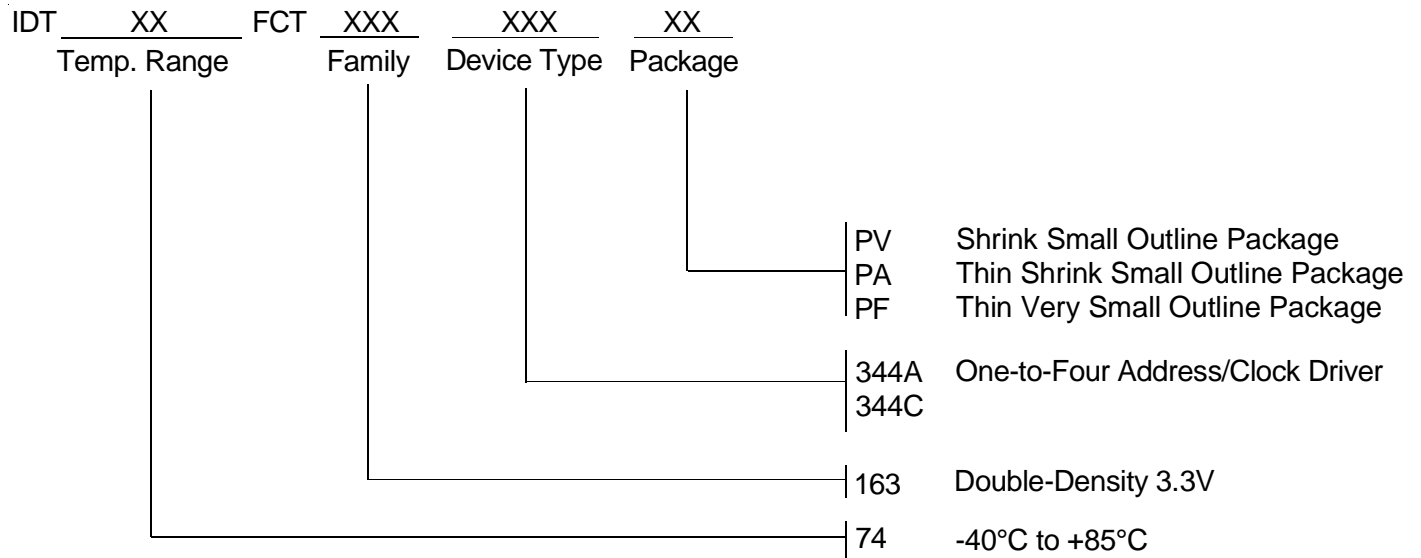 IDT XX FCT XXX XXX XX
Temp. Range Family Device Type Package
PV Shrink Small Outline Package
PA Thin Shrink Small Outline Package
PF Thin Very Small Outline Package
344A One-to-Four Address/Clock Driver
344C
163 Double-Density 3.3V
74 -40°C to +85°C